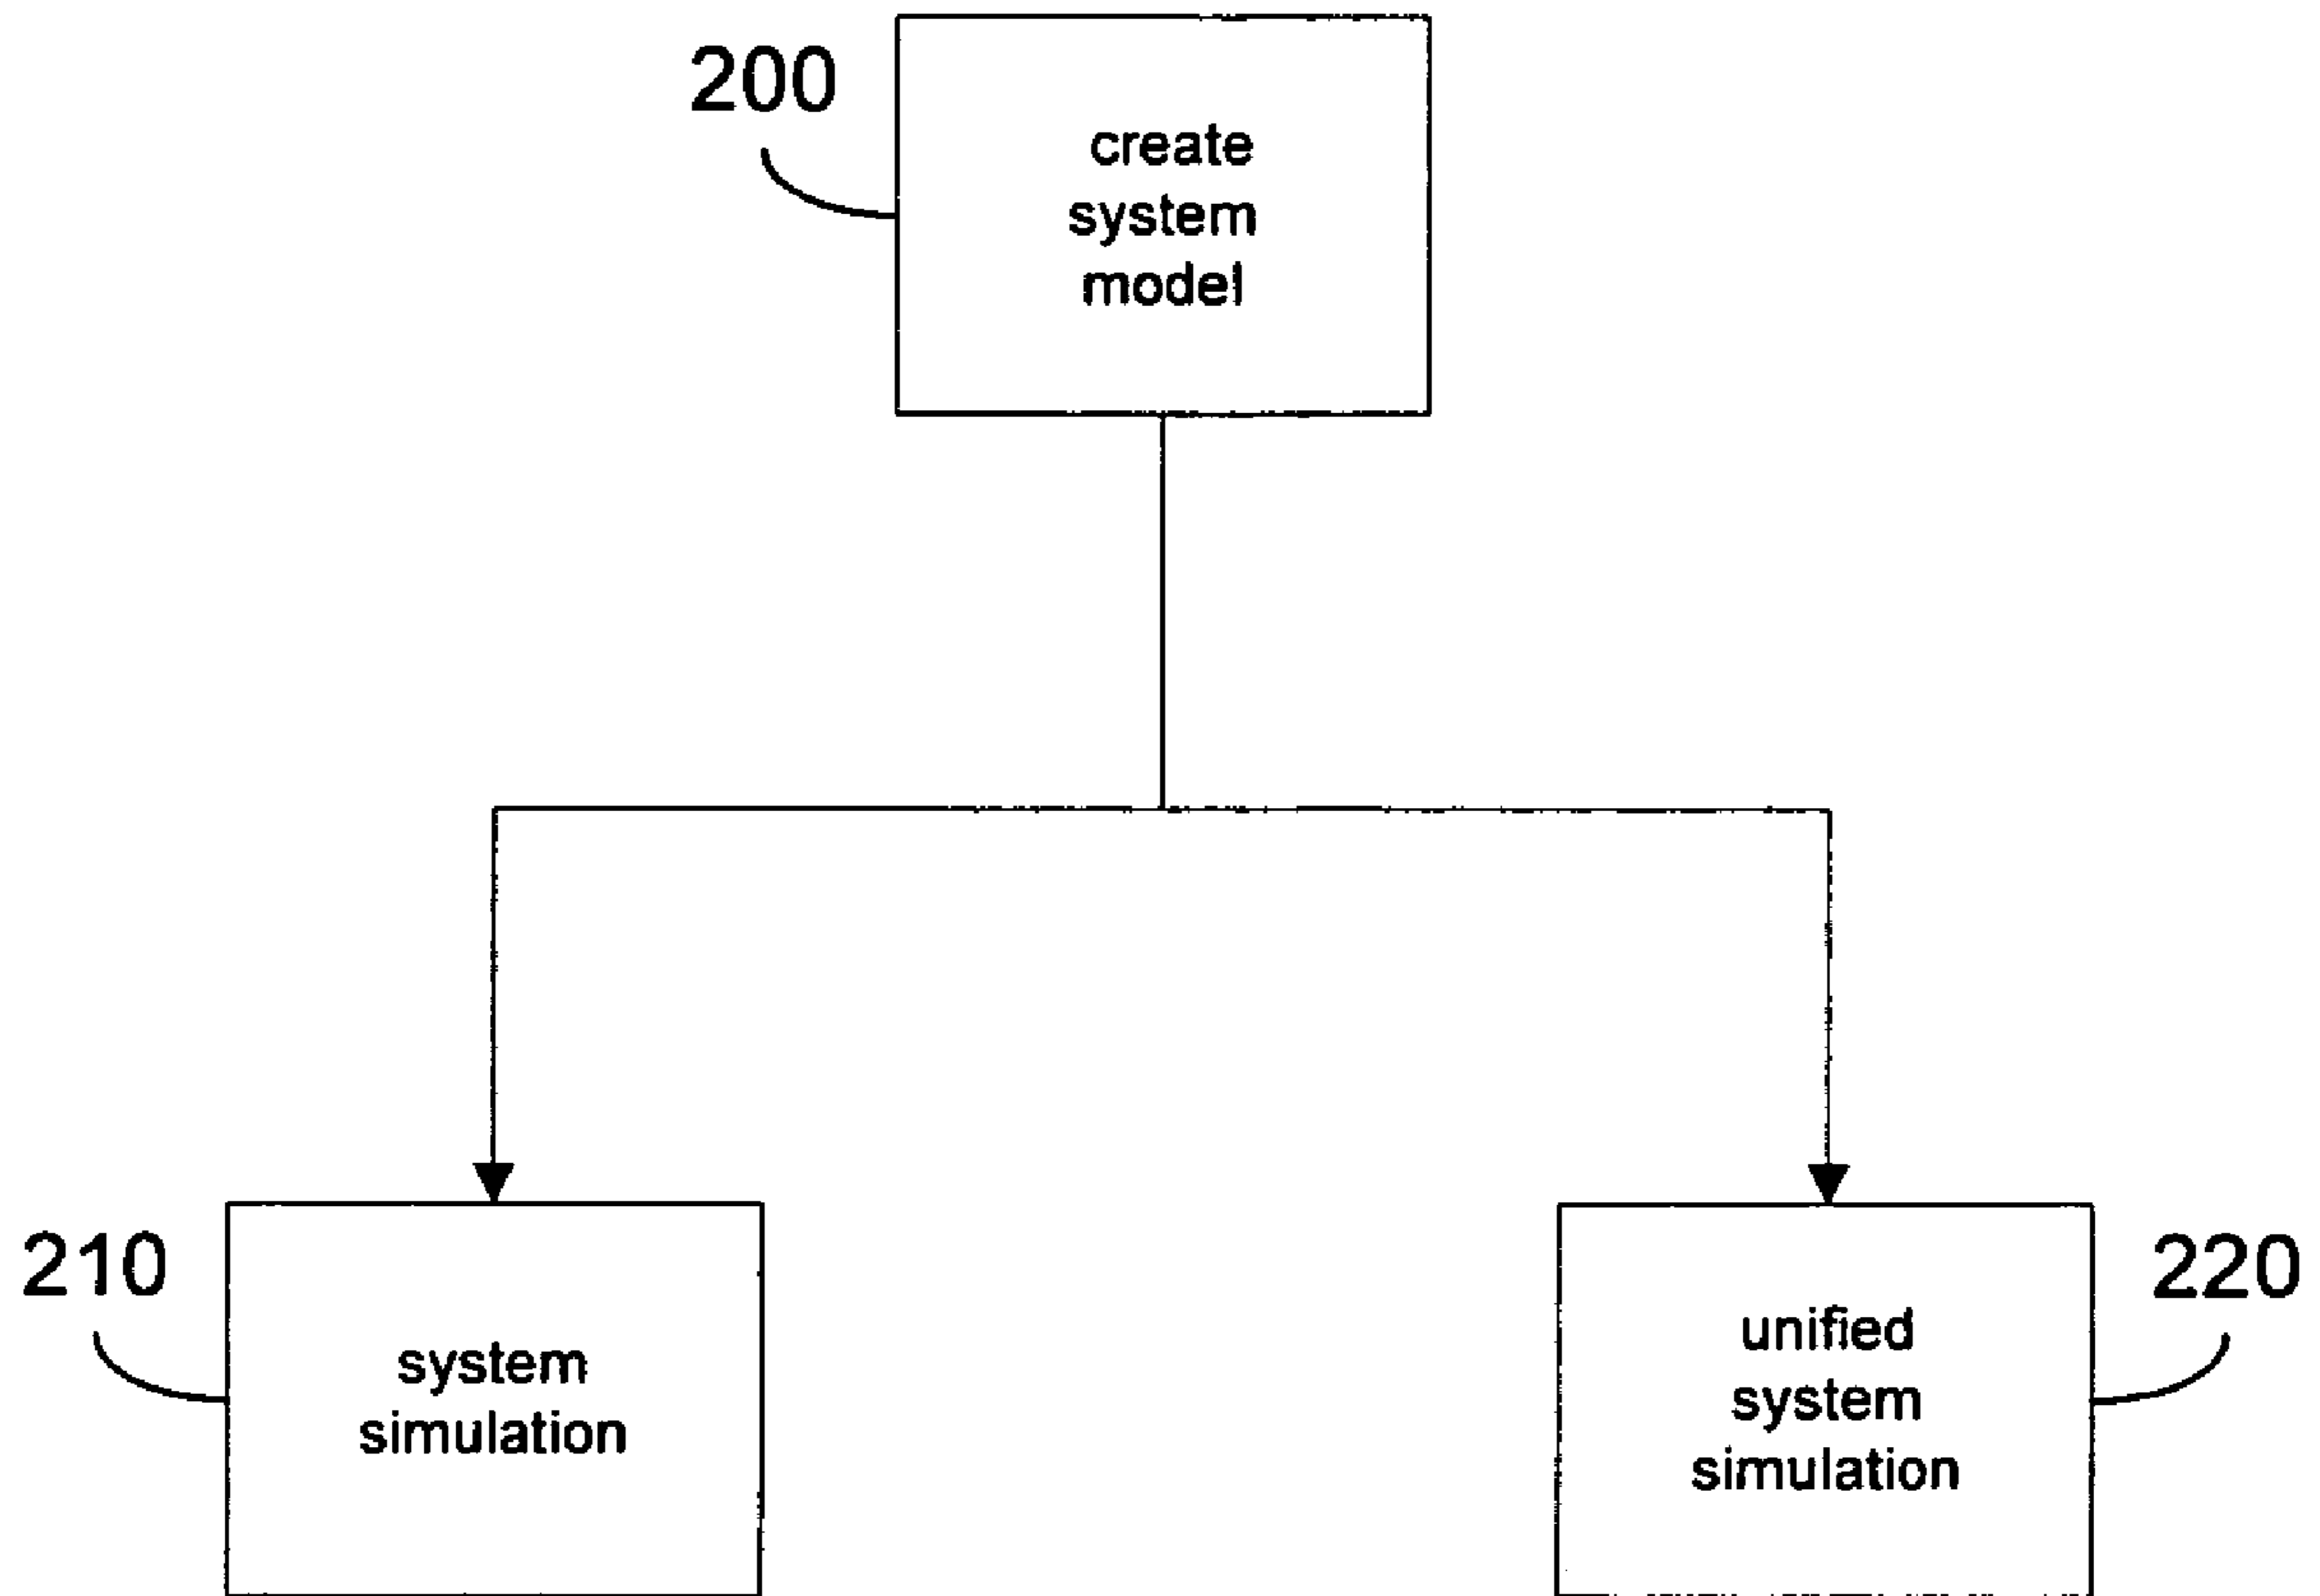 200
create
system
model
210
system
simulation
220
unified
system
simulation